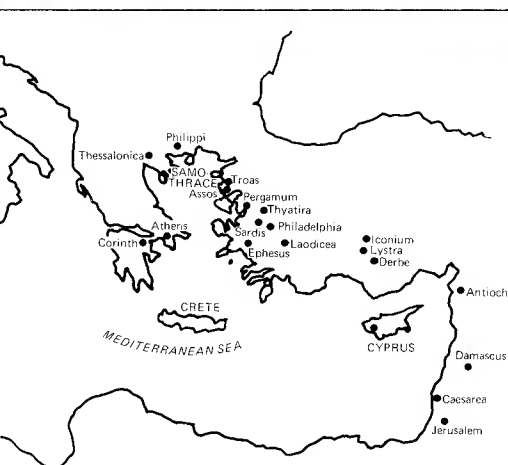 Philippi
Thessalonica
SAMO-
THRACE
Troas
Assos
Pergamum
Thyatira
Sardis
Philadelphia
Athens
Corinth
Ephesus
Laodicea
Iconium
Lystra
Derbe
Antioch
CRETE
MEDITERRANEAN SEA
CYPRUS
Damascus
Caesarea
Jerusalem